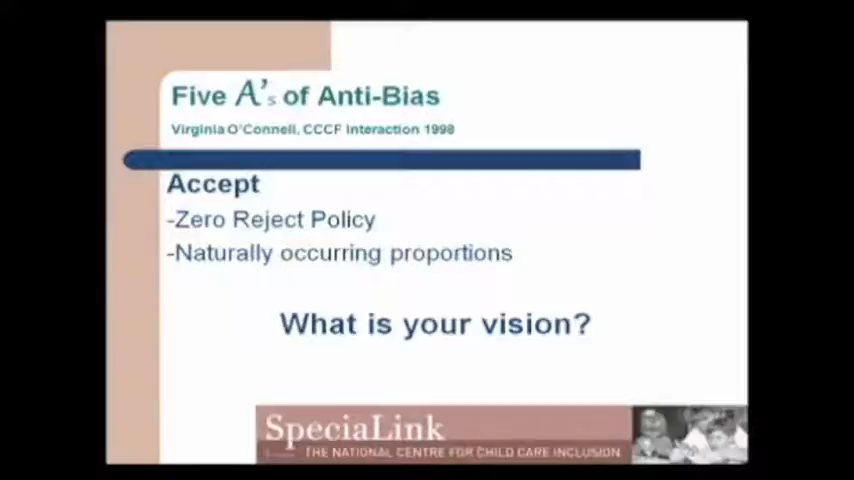 Five A's of Anti-Bias
Virginia O'Connell, CCCF Interaction 1998
Accept
-Zero Reject Policy
-Naturally occurring proportions
What is your vision?
SpeciaLink
THE NATIONAL CENTRE FOR CHILD CARE INCLUSION